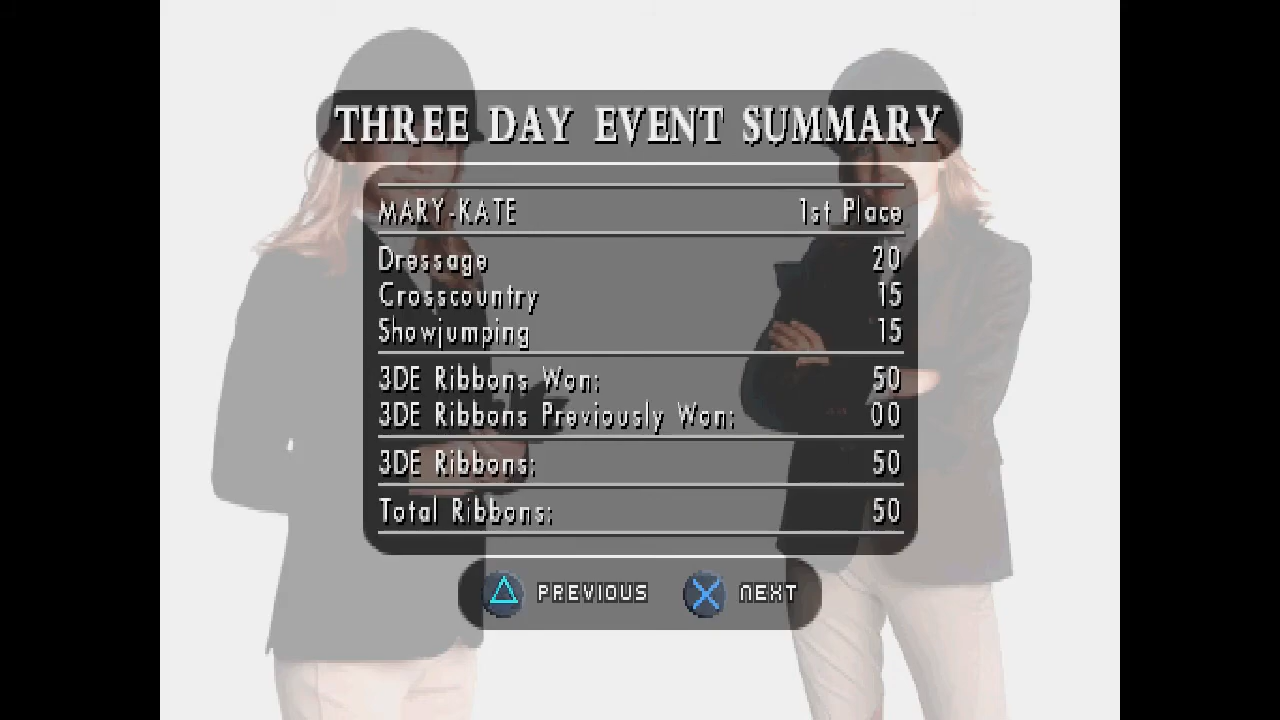 THREE DAY EVENT SUMMARY
MARY-KATE 1st Place
Dressage 20
Crosscountry 15
Showjumping 15
3DE Ribbons Won: 50
3DE Ribbons Previously Won: 00
3DE Ribbons: 50
Total Ribbons: 50
PREVIOUS NEXT